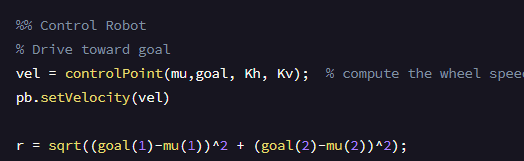 %% Control Robot
% Drive toward goal
vel = controlPoint(mu,goal, Kh, Kv);  % compute the wheel
pb.setVelocity(vel)
r = sqrt((goal(1)-mu(1))^2 + (goal(2)-mu(2))^2);